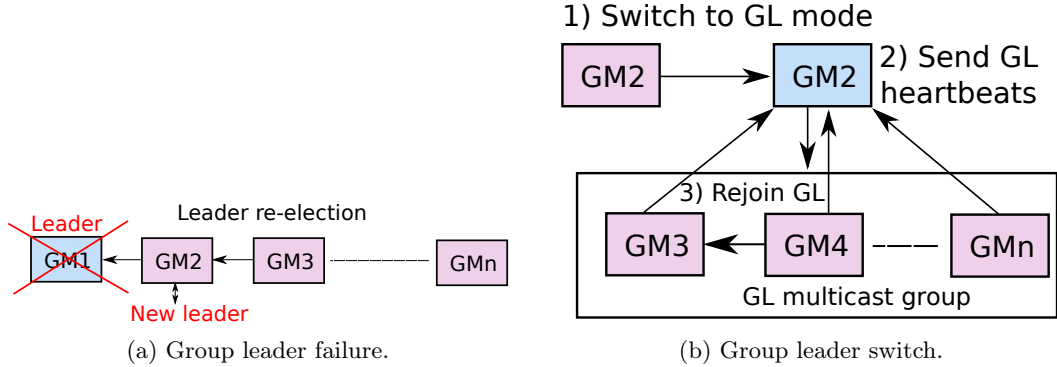 Leader re-election
Leader
GM1
GM2
GM3
GMn
New leader
(a) Group leader failure.
1) Switch to GL mode
GM2
GM2
2) Send GL
heartbeats
3) Rejoin GL
GM3
GM4
GMn
GL multicast group
(b) Group leader switch.